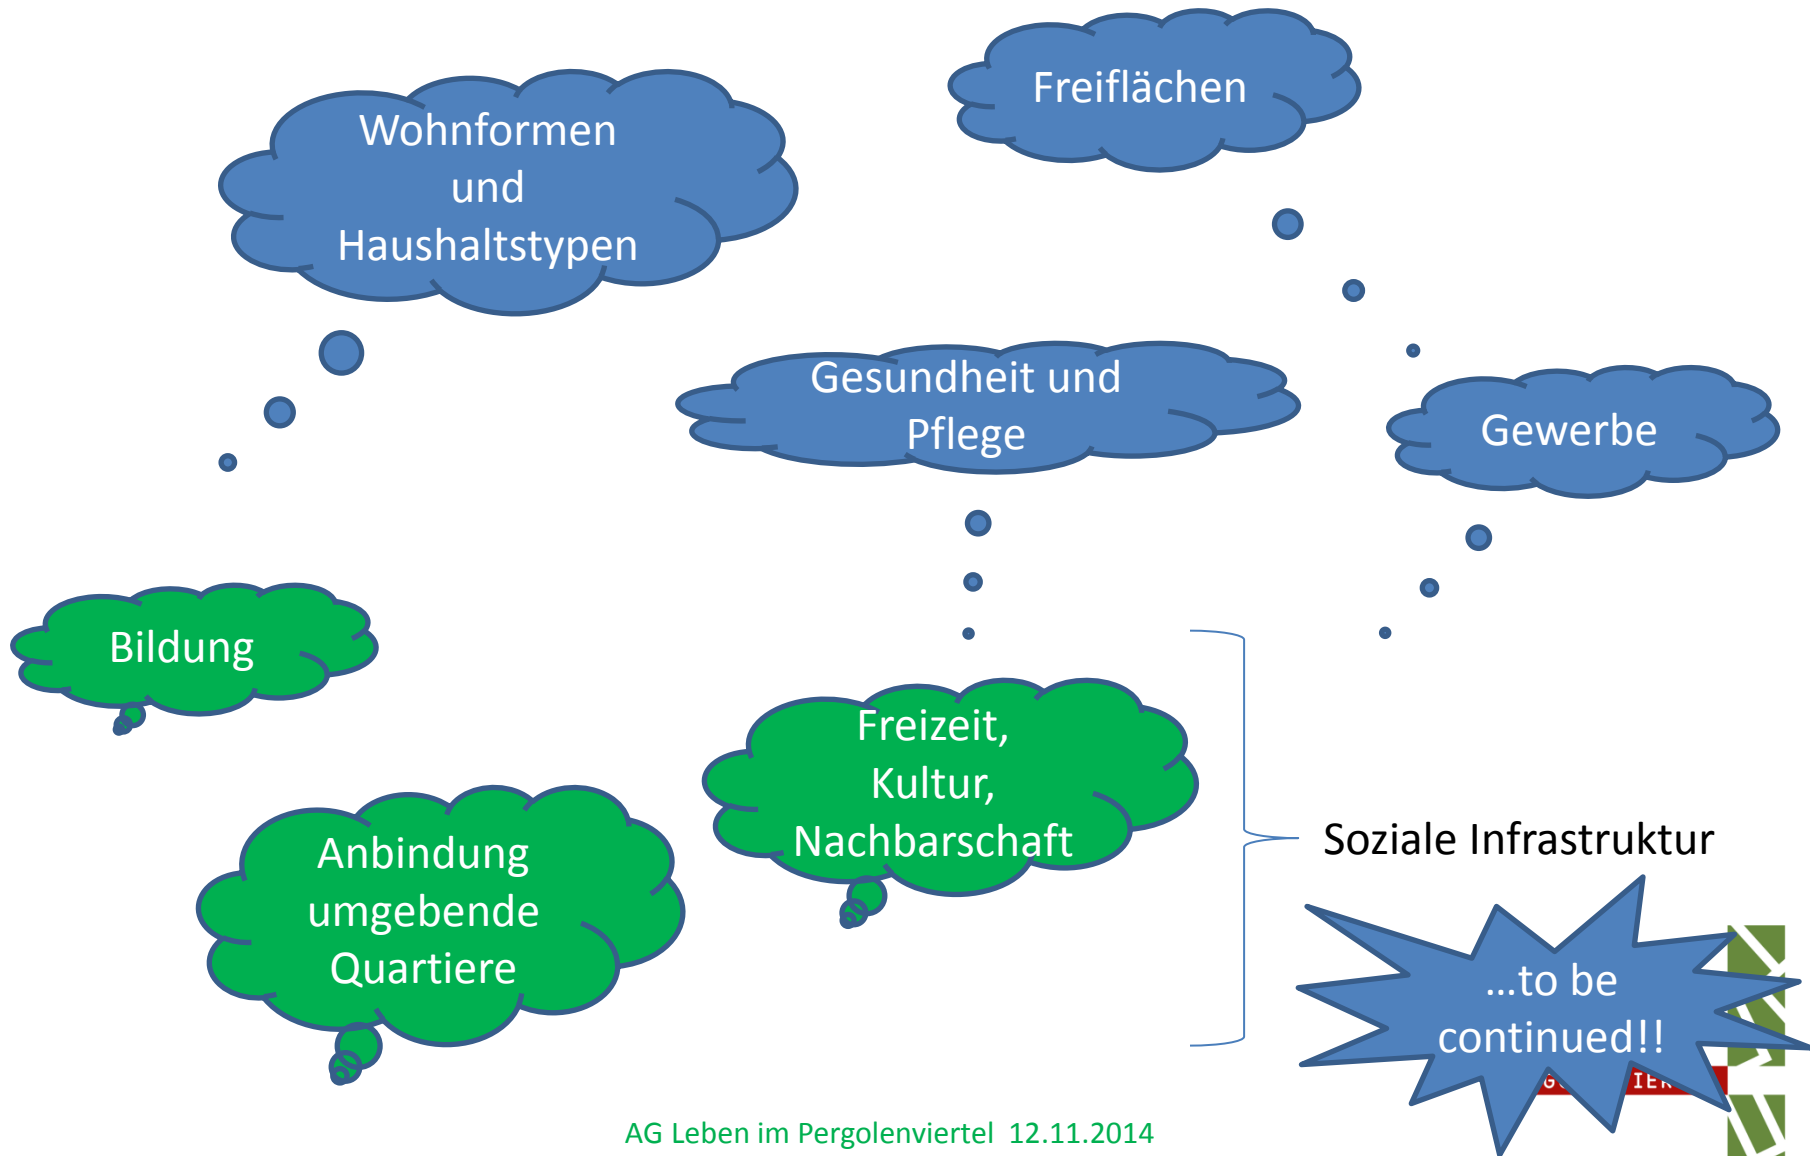 Freiflächen
Wohnformen
und
Haushaltstypen
Gesundheit und
Pflege
Gewerbe
Bildung
Freizeit,
Kultur,
Nachbarschaft
Anbindung
umgebende
Quartiere
Soziale Infrastruktur
...to be
continued!!
AG Leben im Pergolenviertel 12.11.2014